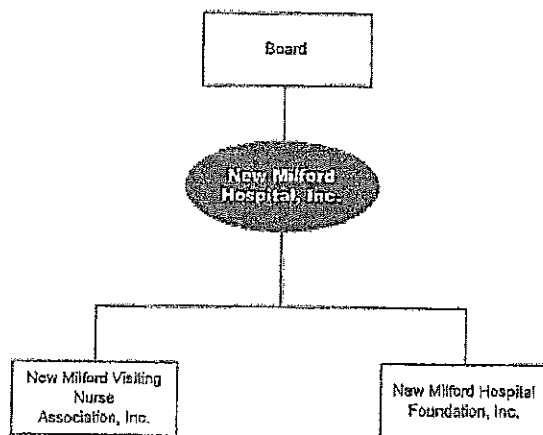 Board
New Milford
Hospital, Inc.
New Milford Visiting
Nurse
Association, Inc.
New Milford Hospital
Foundation, Inc.